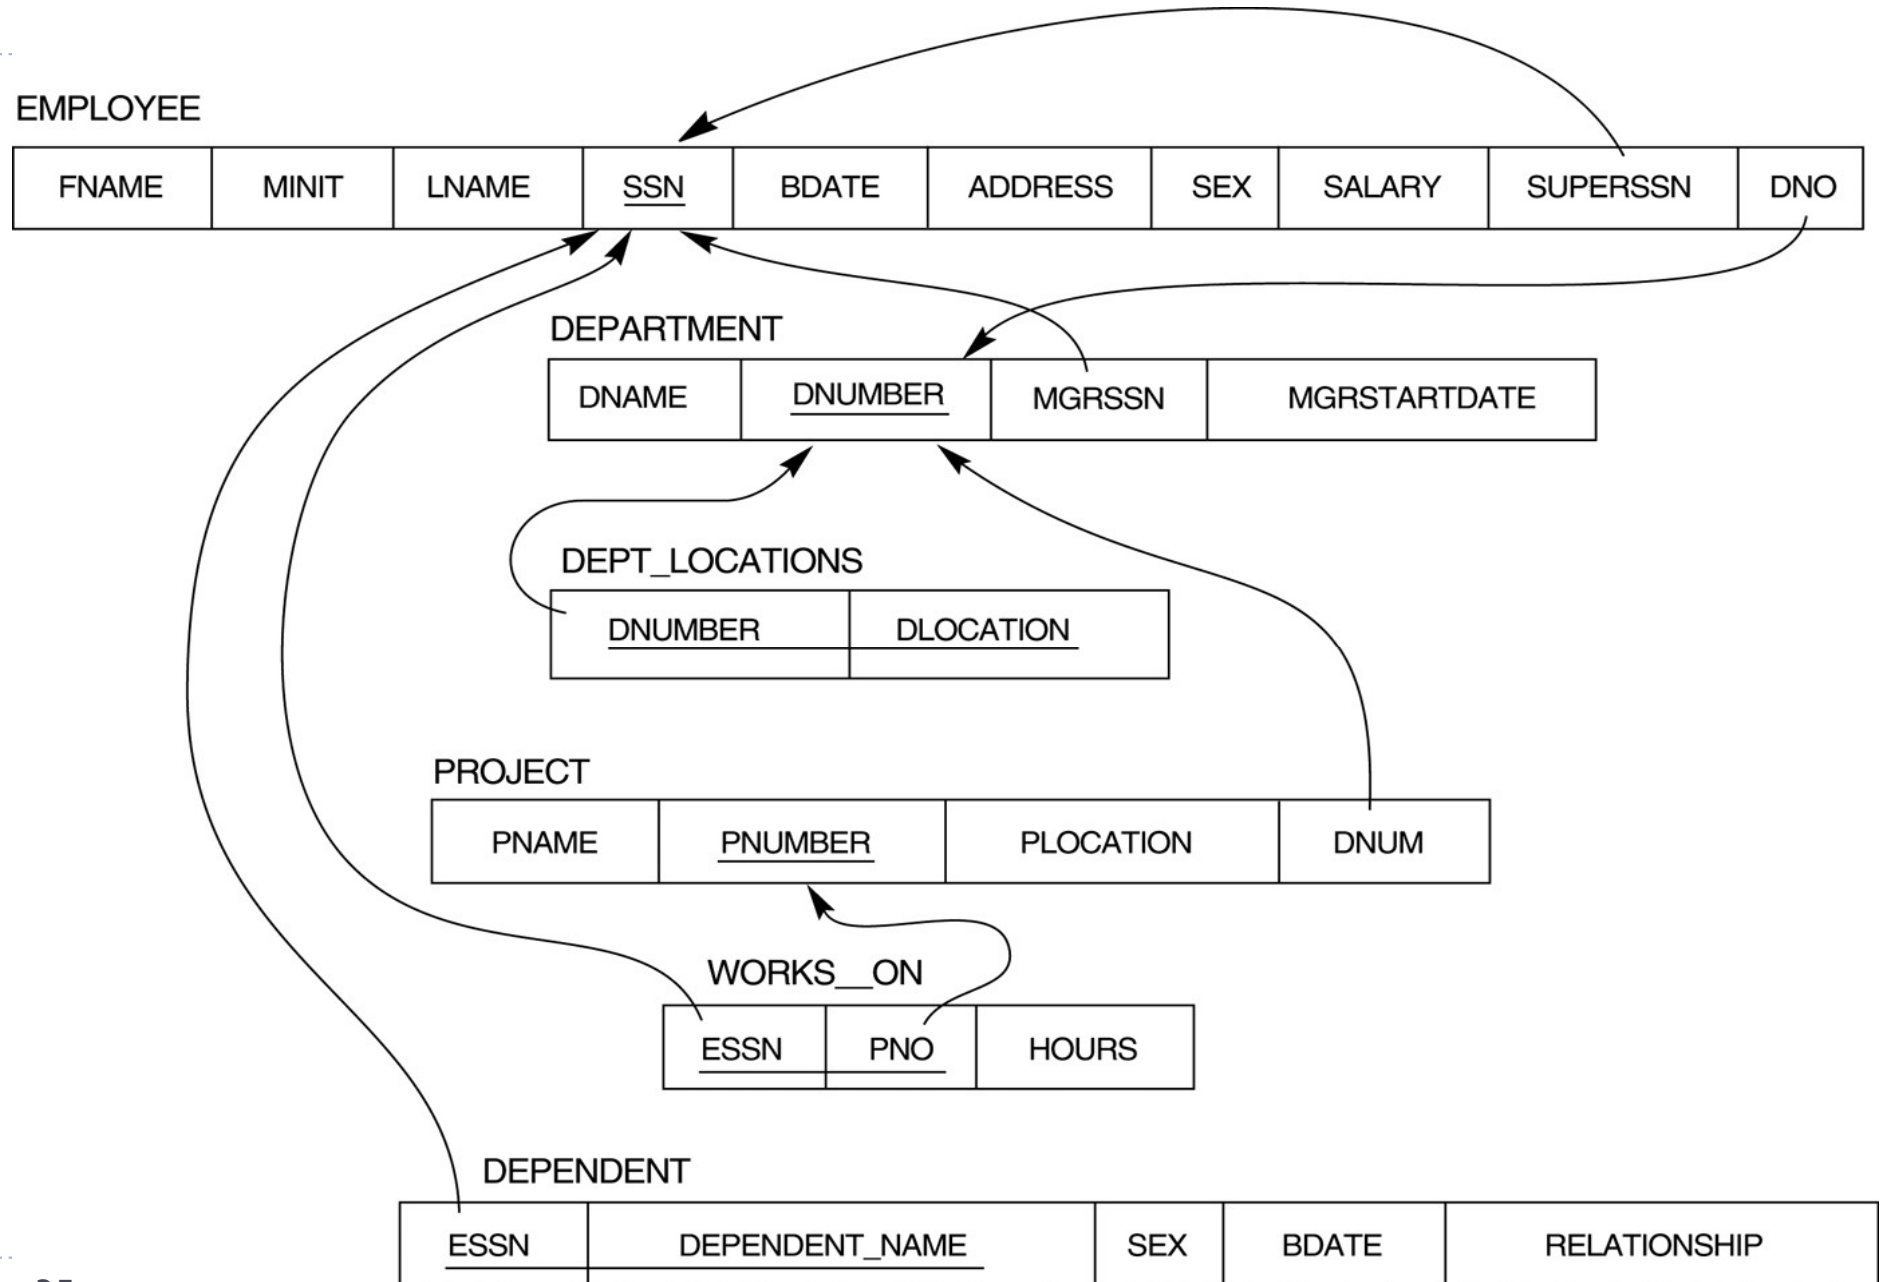 EMPLOYEE
FNAME MINIT LNAME SSN BDATE ADDRESS SEX SALARY SUPERSSN DNO
DEPARTMENT
DNAME DNUMBER MGRSSN MGRSTARTDATE
DEPT_LOCATIONS
DNUMBER DLOCATION
PROJECT
PNAME PNUMBER PLOCATION DNUM
WORKS__ON
ESSN PNO HOURS
DEPENDENT
ESSN DEPENDENT_NAME SEX BDATE RELATIONSHIP